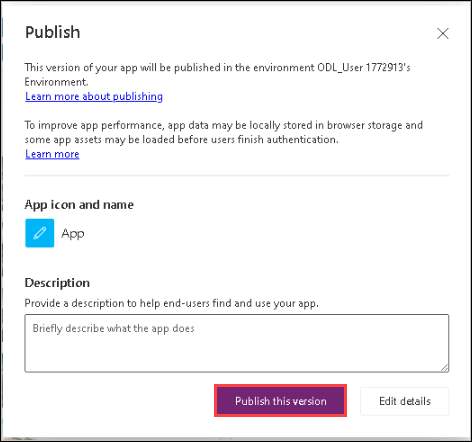 Publish
This version of your app will be published in the environment ODL_User 1772913's
Environment.
Learn more about publishing
To improve app performance, app data may be locally stored in browser storage and
some app assets may be loaded before users finish authentication.
Learn more
App icon and name
App
Description
Provide a description to help end-users find and use your app.
Briefly describe what the app does
Publish this version
Edit details